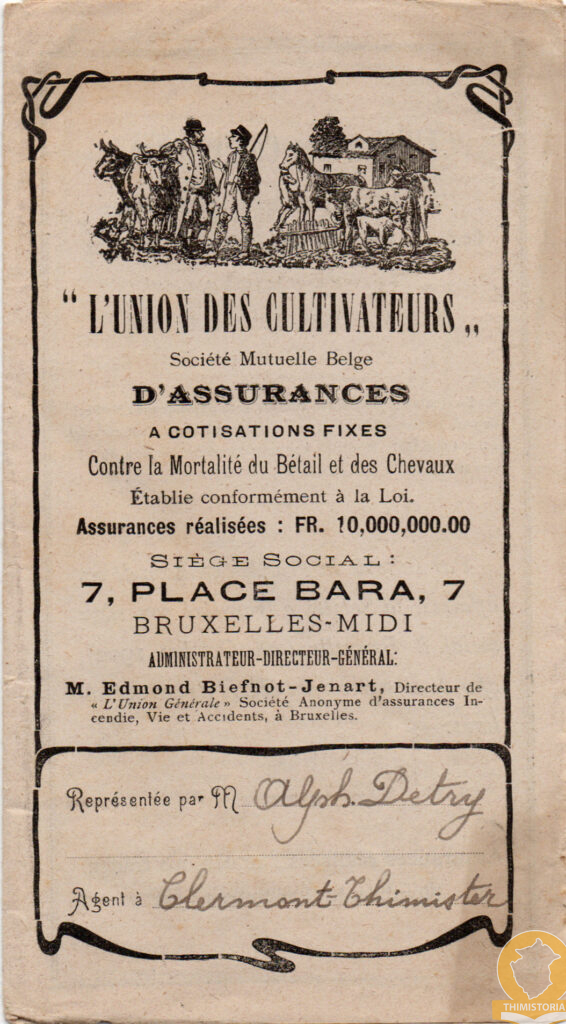 “ L'UNION DES CULTIVATEURS „
Société Mutuelle Belge
D'ASSURANCES
A COTISATIONS FIXES
Contre la Mortalité du Bétail et des Chevaux
Établie conformément à la Loi.
Assurances réalisées : FR. 10,000,000.00
SIÈGE SOCIAL :
7, PLACE BARA, 7
BRUXELLES-MIDI
ADMINISTRATEUR-DIRECTEUR-GÉNÉRAL:
M. Edmond Biefnot-Jenart, Directeur de
« L'Union Générale » Société Anonyme d'assurances In-
cendie, Vie et Accidents, à Bruxelles.
Représentée par M Alph. Detry
Agent à Clermont-Thimister
THIMISTORIA